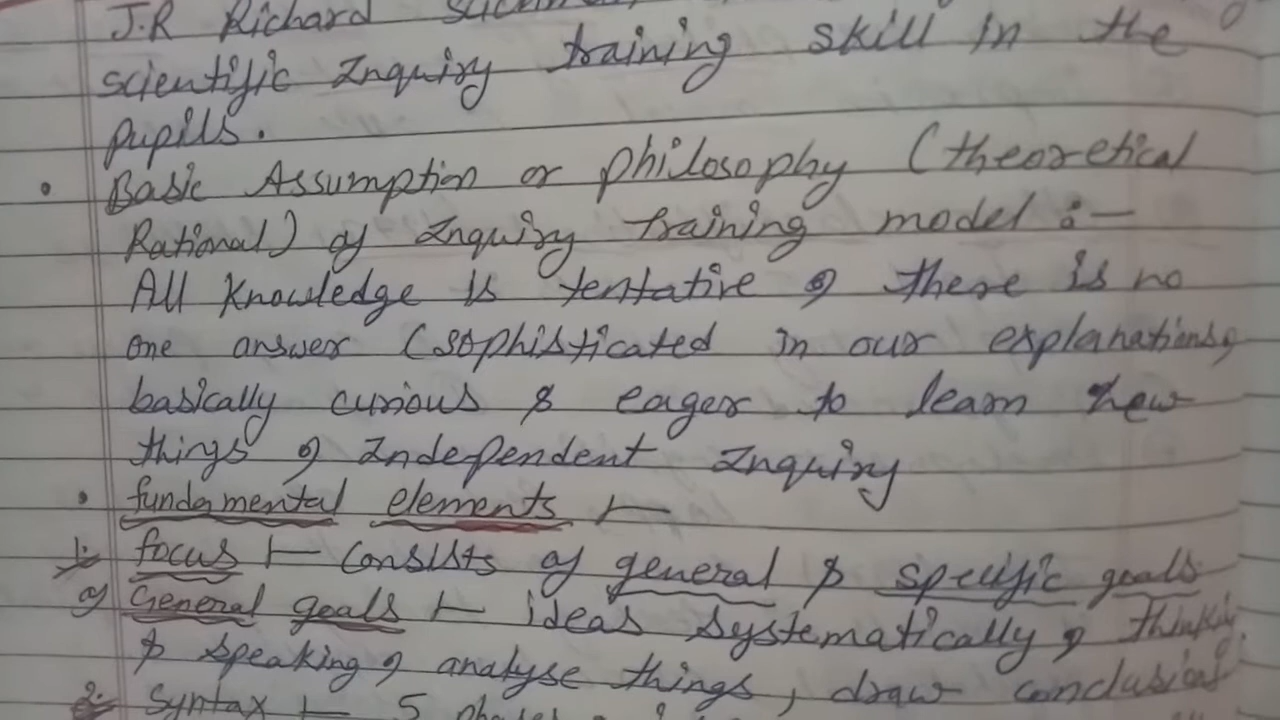 J.R Richard
scientific Inquiry training skill in the
pupils.
• Basic Assumption or philosophy (theoretical
Rational) of Inquiry training model :-
All knowledge is tentative , there is no
one answer (sophisticated in our explanations,
basically curious & eager to learn new
things , Independent Inquiry
• fundamental elements :-
1. focus :- consists of general & specific goals
a) General goals :- ideas systematically , thinking
& speaking , analyse things, draw conclusion
2. Syntax :- 5 phases